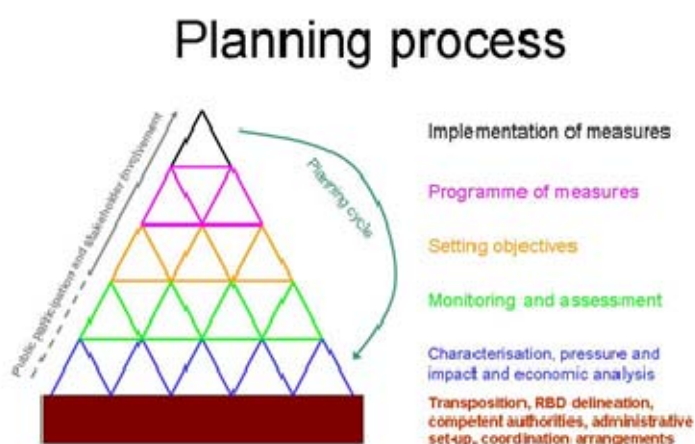 Planning process
Public participation and stakeholder involvement
Planning cycle
Implementation of measures
Programme of measures
Setting objectives
Monitoring and assessment
Characterisation, pressure and
impact and economic analysis
Transposition, RBD delineation,
competent authorities, administrative
set-up, coordination arrangements